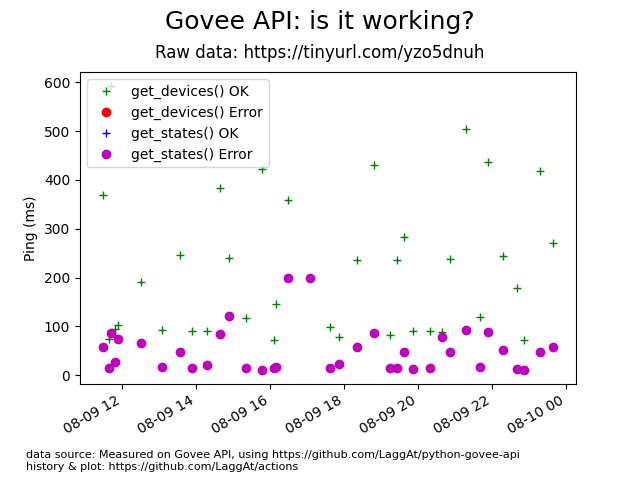 Govee API: is it working?
Raw data: https://tinyurl.com/yzo5dnuh
600
500
400
300
200
100
0
Ping (ms)
get_devices() OK
get_devices() Error
get_states() OK
get_states() Error
08-09 12
08-09 14
08-09 16
08-09 18
08-09 20
08-09 22
08-10 00
data source: Measured on Govee API, using https://github.com/LaggAt/python-govee-api
history & plot: https://github.com/LaggAt/actions